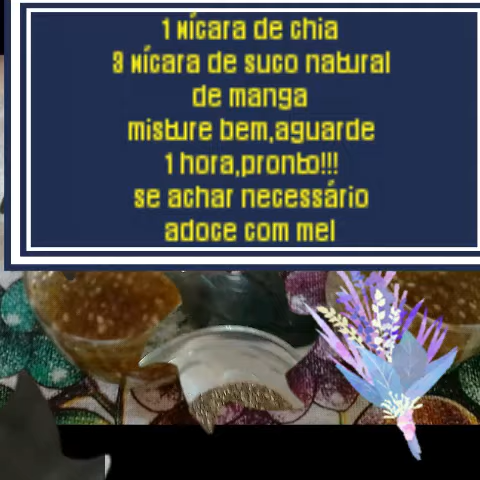 1 xícara de chia
3 xícara de suco natural
de manga
misture bem,aguarde
1 hora,pronto!!!
se achar necessário
adoce com mel